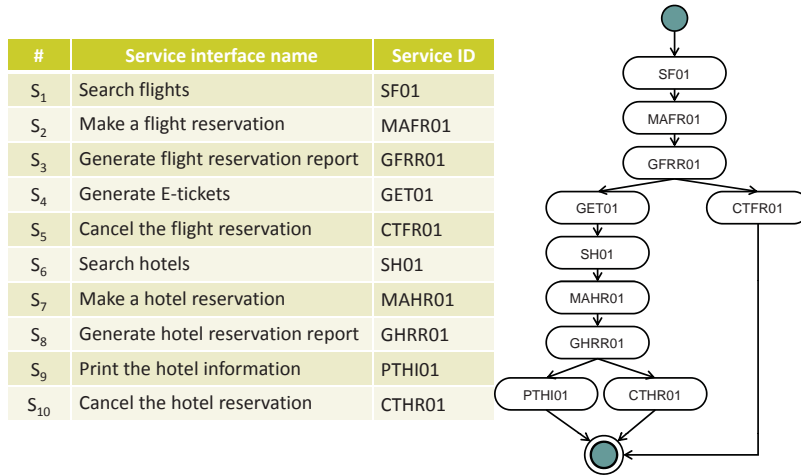 # Service interface name Service ID
S1 Search flights SF01
S2 Make a flight reservation MAFR01
S3 Generate flight reservation report GFRR01
S4 Generate E-tickets GET01
S5 Cancel the flight reservation CTFR01
S6 Search hotels SH01
S7 Make a hotel reservation MAHR01
S8 Generate hotel reservation report GHRR01
S9 Print the hotel information PTHI01
S10 Cancel the hotel reservation CTHR01
SF01
MAFR01
GFRR01
GET01 CTFR01
SH01
MAHR01
GHRR01
PTHI01 CTHR01